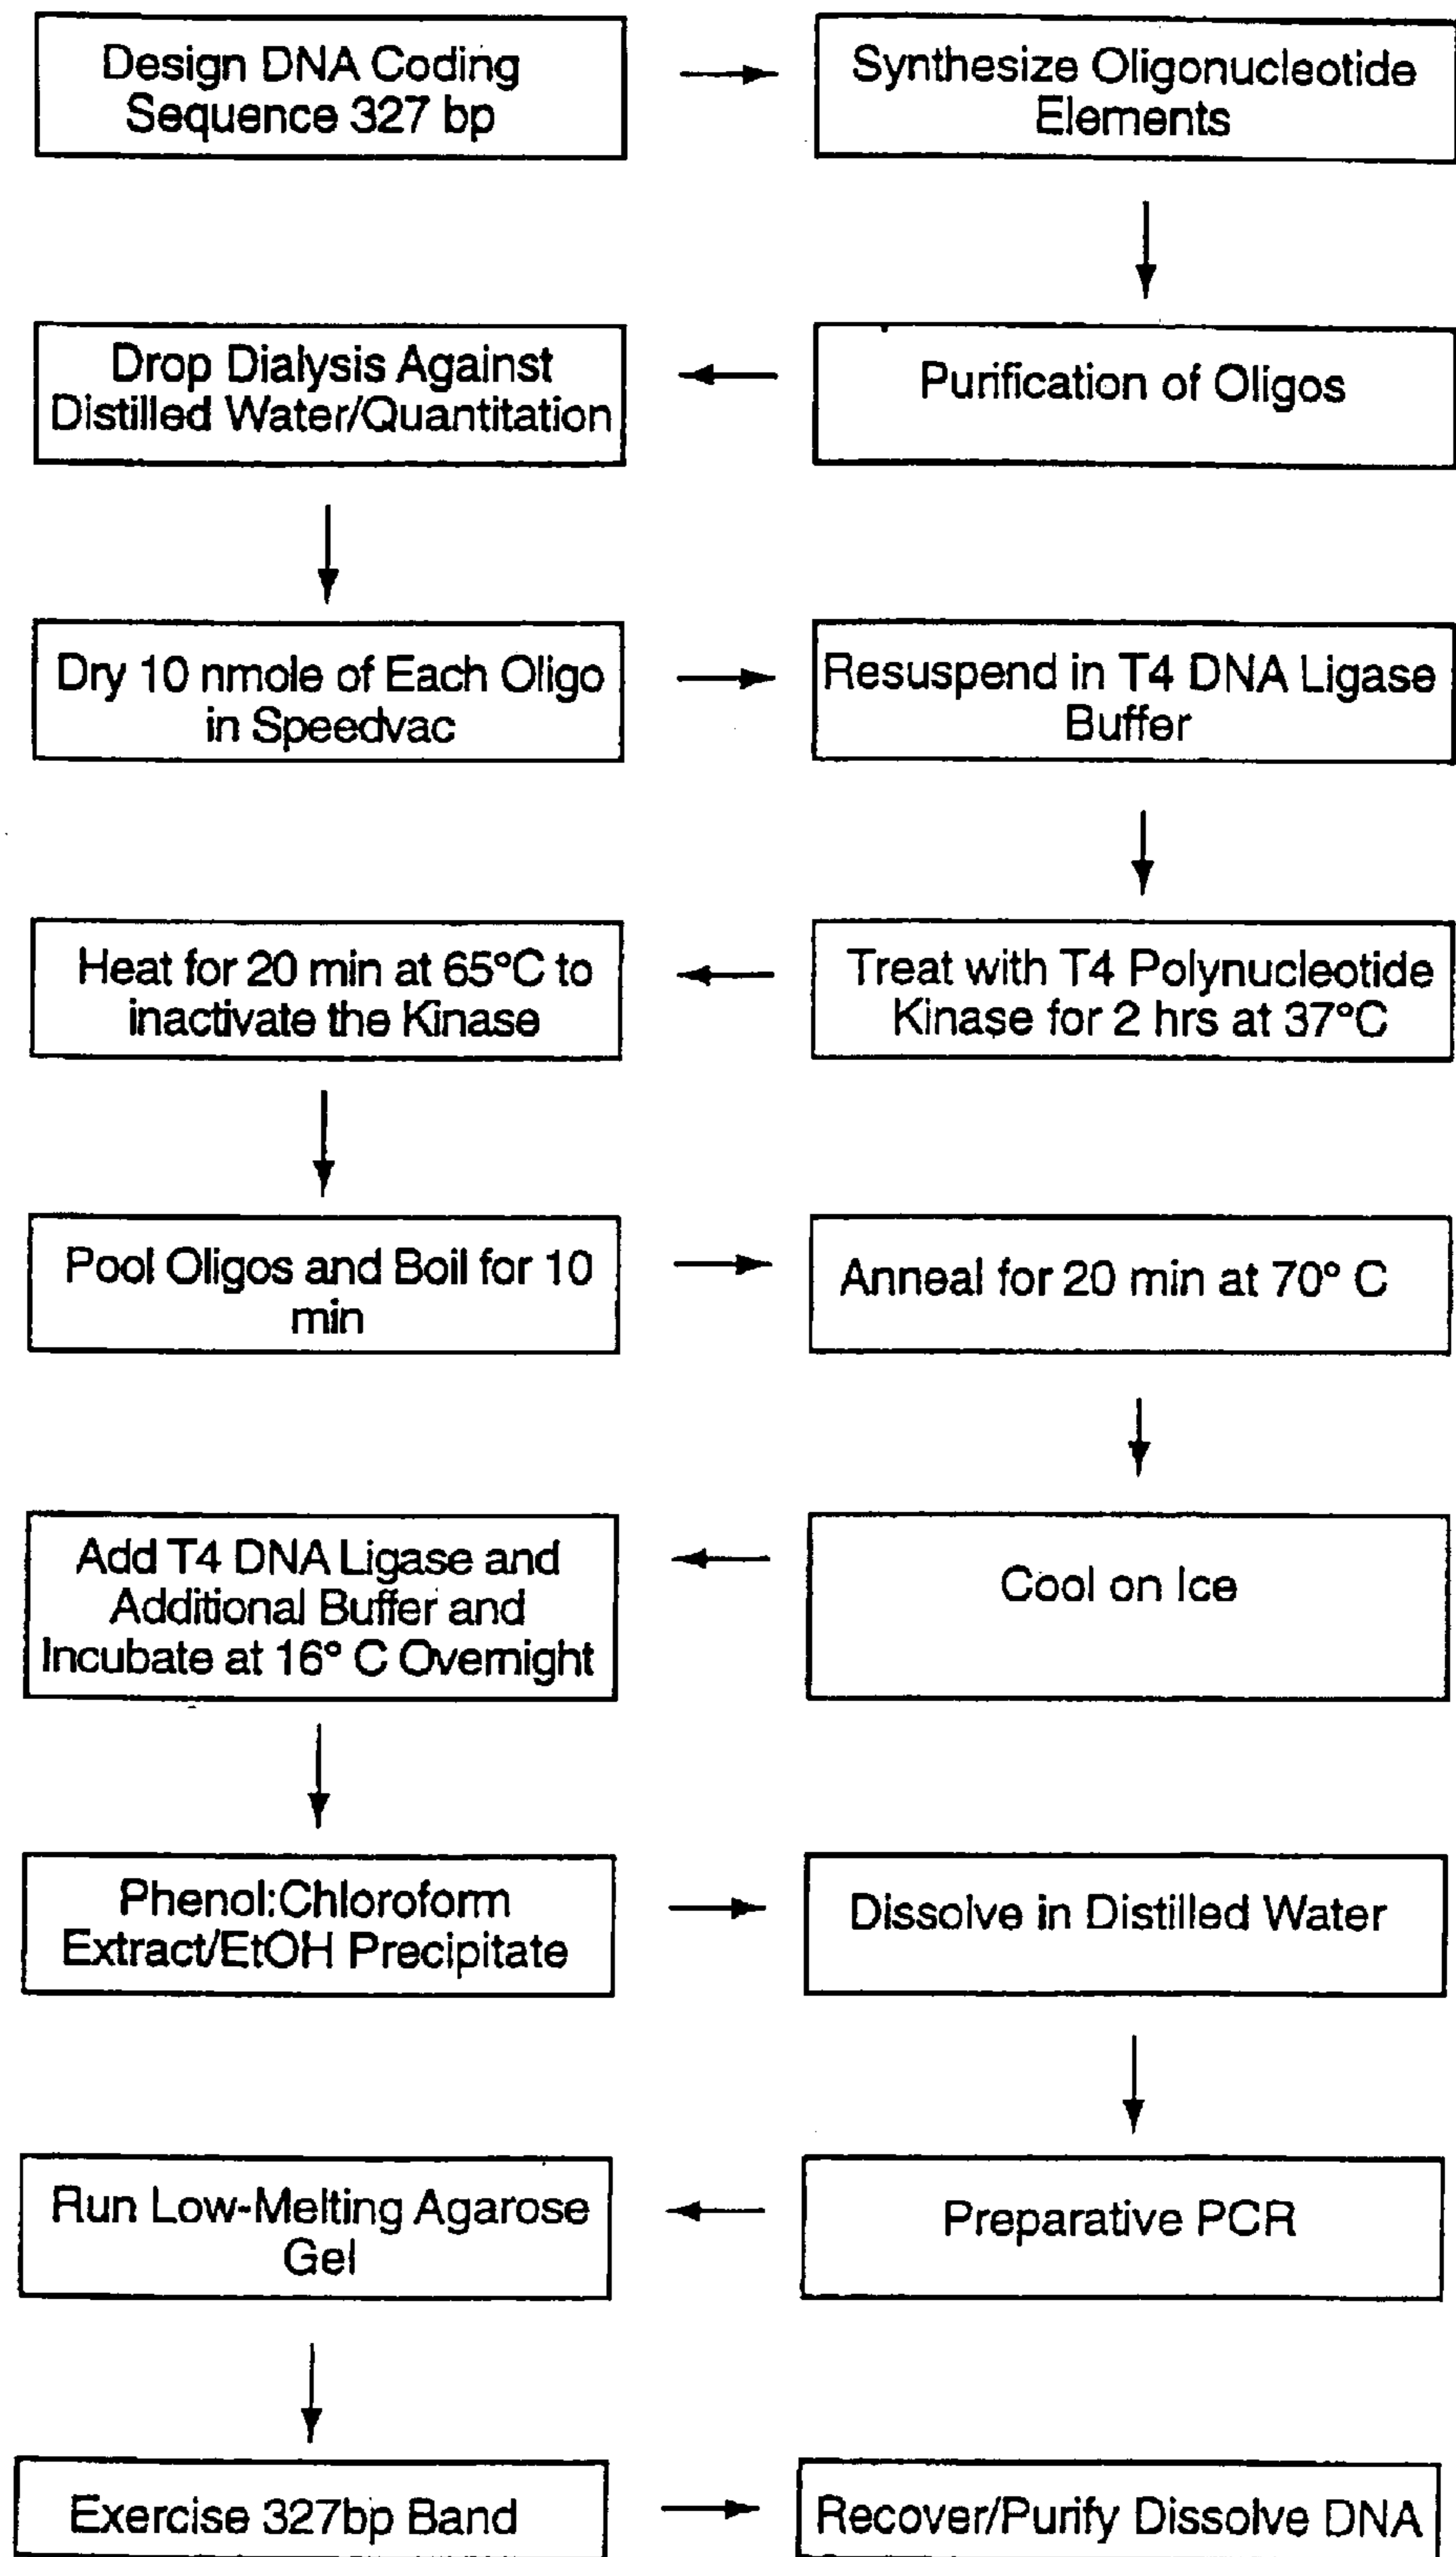 Design DNA Coding
Sequence 327 bp
Synthesize Oligonucleotide
Elements
Purification of Oligos
Drop Dialysis Against
Distilled Water/Quantitation
Dry 10 nmole of Each Oligo
in Speedvac
Resuspend in T4 DNA Ligase
Buffer
Treat with T4 Polynucleotide
Kinase for 2 hrs at 37°C
Heat for 20 min at 65°C to
inactivate the Kinase
Pool Oligos and Boil for 10
min
Anneal for 20 min at 70° C
Cool on Ice
Add T4 DNA Ligase and
Additional Buffer and
Incubate at 16° C Overnight
Phenol:Chloroform
Extract/EtOH Precipitate
Dissolve in Distilled Water
Preparative PCR
Run Low-Melting Agarose
Gel
Exercise 327bp Band
Recover/Purify Dissolve DNA